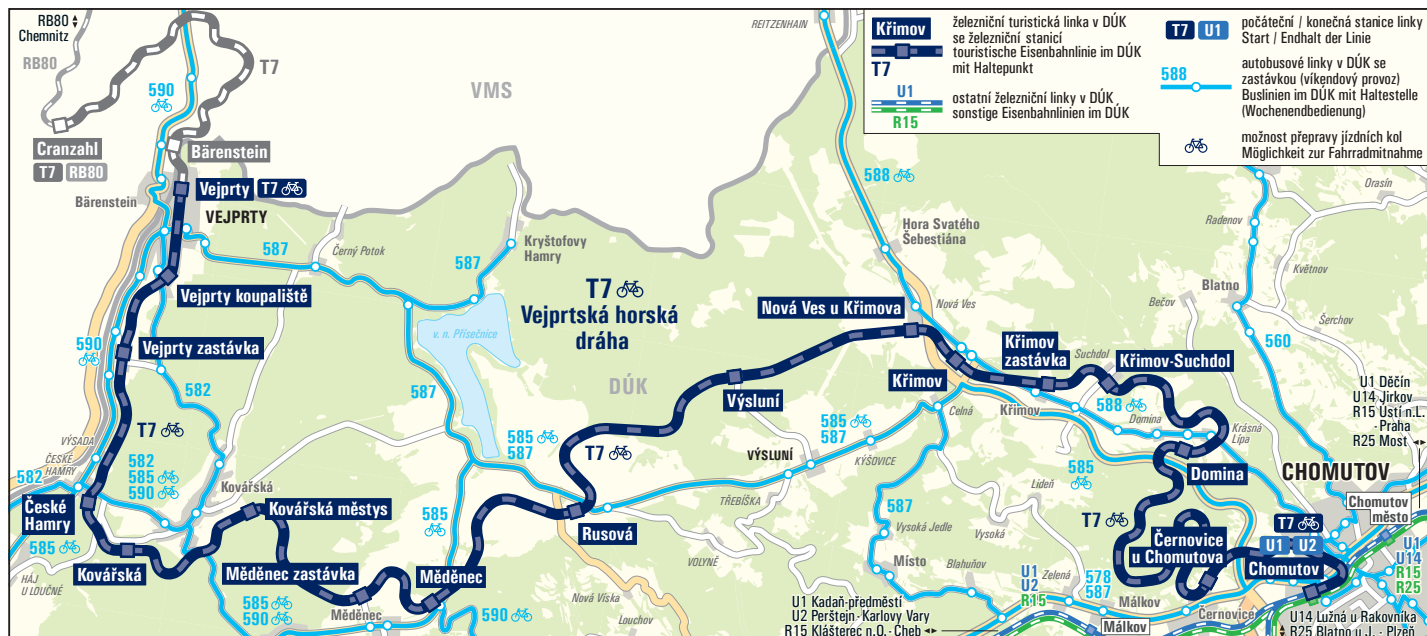 RB80
Chemnitz
RB80
T7
590
VMS
REITZENHAIN
Křimov
T7
železniční turistická linka v DÚK
se železniční stanicí
touristische Eisenbahnlinie im DÚK
mit Haltepunkt
U1
R15
ostatní železniční linky v DÚK
sonstige Eisenbahnlinien im DÚK
T7 U1
počáteční / konečná stanice linky
Start / Endhalt der Linie
588
autobusové linky v DÚK se
zastávkou (víkendový provoz)
Buslinien im DÚK mit Haltestelle
(Wochenendbedienung)
možnost přepravy jízdních kol
Möglichkeit zur Fahrradmitnahme
Cranzahl
T7 RB80
Bärenstein
Bärenstein
Vejprty T7
VEJPRTY
587
Černý Potok
Kryštofovy
Hamry
587
Vejprty koupaliště
T7
Vejprtská horská
dráha
v. n. Přísečnice
DÚK
588
Hora Svatého
Šebestiána
Nová Ves
Nová Ves u Křimova
Orasín
Radenov
Květnov
Blatno
Bečov
Šerchov
560
590
Vejprty zastávka
582
587
Výsluní
Křimov
Křimov
zastávka
Suchdol
Křimov-Suchdol
588
Křimov
Celná
Domina
Krásná
Lípa
U1 Děčín
U14 Jirkov
R15 Ústí n.L.
- Praha
R25 Most
T7
VÝSADA
ČESKÉ
HAMRY
582
582
585
590
Kovářská
585
587
T7
VÝSLUNÍ
585
587
KÝŠOVICE
TŘEBÍŠKA
585
Lideň
Domina
CHOMUTOV
Chomutov
město
České
Hamry
585
Kovářská městys
Kovářská
585
Rusová
587
Vysoká Jedle
Vysoká
T7
Černovice
u Chomutova
T7
U1 U2
Chomutov
U1
U14
R15
R25
HÁJ
U LOUČNÉ
Měděnec zastávka
Měděnec
585
590
Měděnec
590
VOLYNĚ
Nová Víska
Louchov
Místo
Blahuňov
U1
U2
R15
Zelená
578
587
Málkov
Málkov
Černovice
U1 Kadaň-předměstí
U2 Perštejn - Karlovy Vary
R15 Klášterec n.O. - Cheb
U14 Lužná u Rakovníka
R25 Blatno u J. - Plzeň